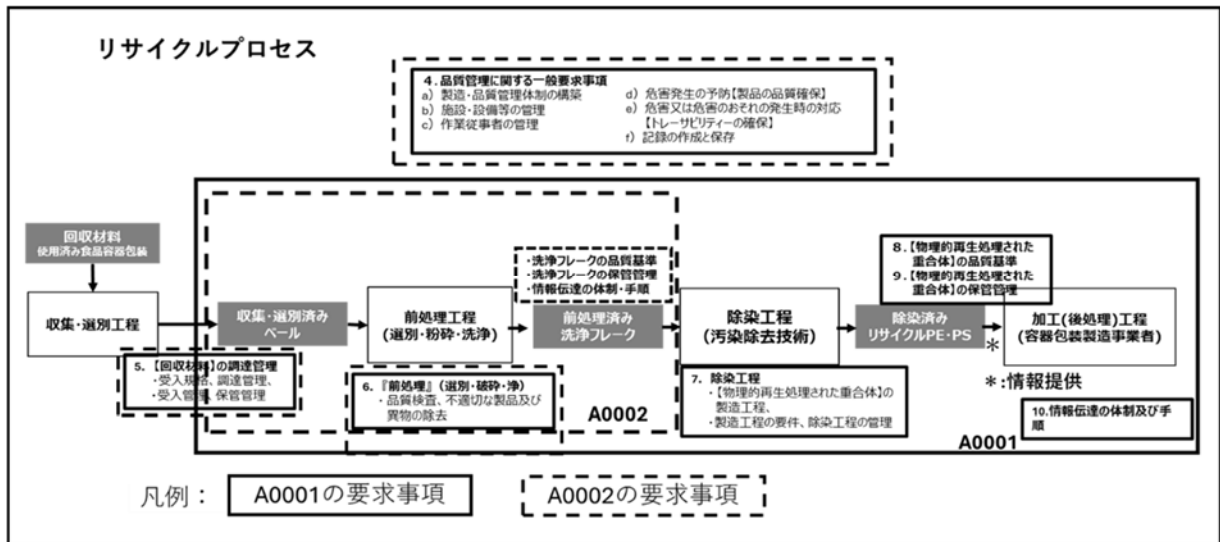 リサイクルプロセス
4.品質管理に関する一般要求事項
a) 製造・品質管理体制の構築
b) 施設・設備等の管理
c) 作業従事者の管理
d) 危害発生の予防【製品の品質確保】
e) 危害又は危害のおそれの発生時の対応
【トレーサビリティーの確保】
f) 記録の作成と保存
回収材料
使用済み食品容器包装
収集・選別工程
5.【回収材料】の調達管理
・受入規格、調達管理、
・受入管理、保管管理
収集・選別済み
ベール
前処理工程
(選別・粉砕・洗浄)
6.『前処理』(選別・破砕・浄)
・品質検査、不適切な製品及び
異物の除去
A0002
・洗浄フレークの品質基準
・洗浄フレークの保管管理
・情報伝達の体制・手順
前処理済み
洗浄フレーク
除染工程
(汚染除去技術)
7. 除染工程
・【物理的再生処理された重合体】の
製造工程、
・製造工程の要件、除染工程の管理
8.【物理的再生処理された
重合体】の品質基準
9.【物理的再生処理された
重合体】の保管管理
除染済み
リサイクルPE・PS
*
加工(後処理)工程
(容器包装製造事業者)
*:情報提供
10.情報伝達の体制及び手
順
A0001
凡例:
A0001の要求事項
A0002の要求事項